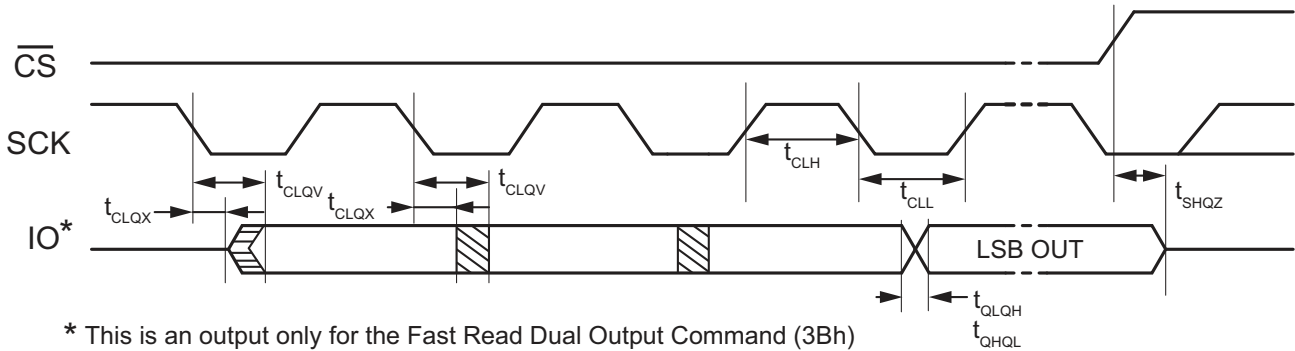 CS
SCK
tCLH
tCLQV
tCLQV
tCLL
tSHQZ
tCLQX
tCLQX
IO*
LSB OUT
tQLQH
tQHQL
* This is an output only for the Fast Read Dual Output Command (3Bh)